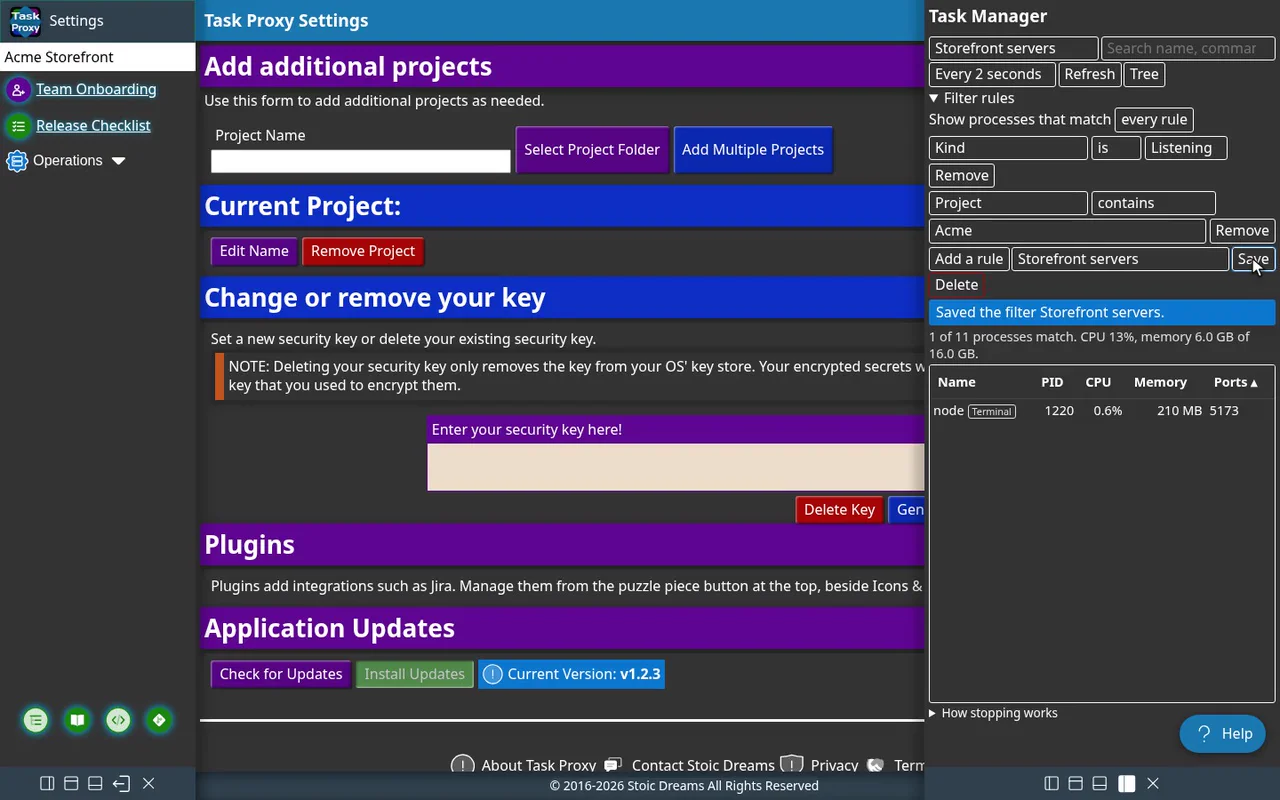 Task Proxy
Settings
Acme Storefront
Team Onboarding
Release Checklist
Operations
Task Proxy Settings
Add additional projects
Use this form to add additional projects as needed.
Project Name
Select Project Folder
Add Multiple Projects
Current Project:
Edit Name
Remove Project
Change or remove your key
Set a new security key or delete your existing security key.
NOTE: Deleting your security key only removes the key from your OS' key store. Your encrypted secrets w
key that you used to encrypt them.
Enter your security key here!
Delete Key
Gen
Plugins
Plugins add integrations such as Jira. Manage them from the puzzle piece button at the top, beside Icons &
Application Updates
Check for Updates
Install Updates
Current Version: v1.2.3
About Task Proxy
Contact Stoic Dreams
Privacy
Term
© 2016-2026 Stoic Dreams All Rights Reserved
Task Manager
Storefront servers
Search name, commar
Every 2 seconds
Refresh
Tree
Filter rules
Show processes that match every rule
Kind
is
Listening
Remove
Project
contains
Acme
Remove
Add a rule
Storefront servers
Save
Delete
Saved the filter Storefront servers.
1 of 11 processes match. CPU 13%, memory 6.0 GB of
16.0 GB.
Name PID CPU Memory Ports ▲
node Terminal 1220 0.6% 210 MB 5173
How stopping works
? Help